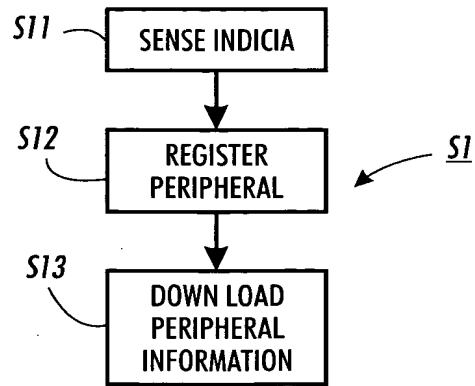 S11
SENSE INDICIA
S12
REGISTER
PERIPHERAL
S1
S13
DOWN LOAD
PERIPHERAL
INFORMATION